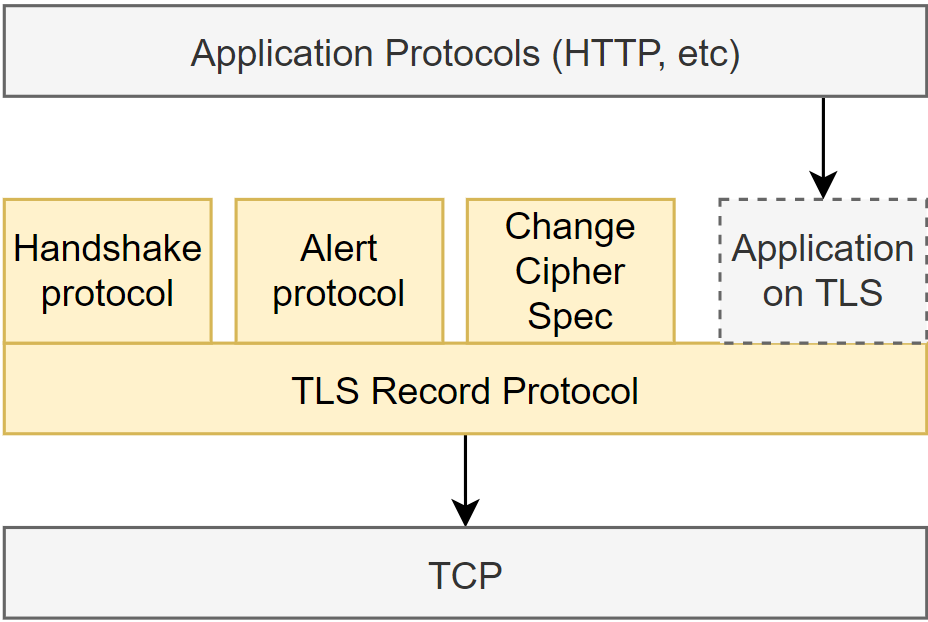 Application Protocols (HTTP, etc)
Handshake
protocol
Alert
protocol
Change
Cipher
Spec
Application
on TLS
TLS Record Protocol
TCP